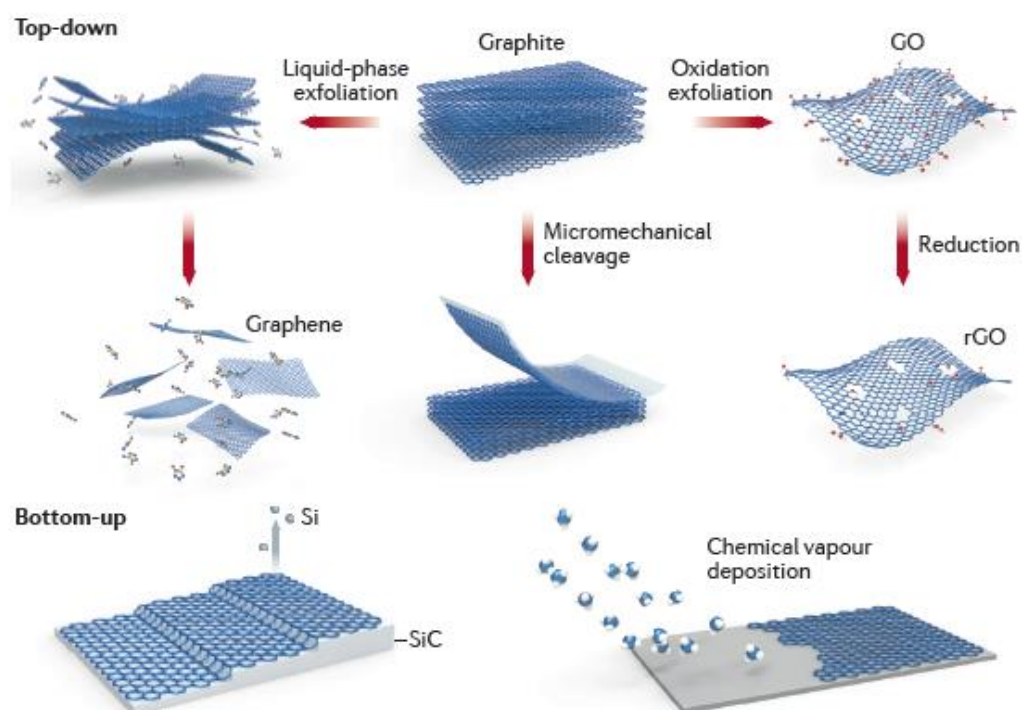 Top-down
Liquid-phase
exfoliation
Graphite
Oxidation
exfoliation
GO
Micromechanical
cleavage
Reduction
Graphene
rGO
Bottom-up
Si
SiC
Chemical vapour
deposition